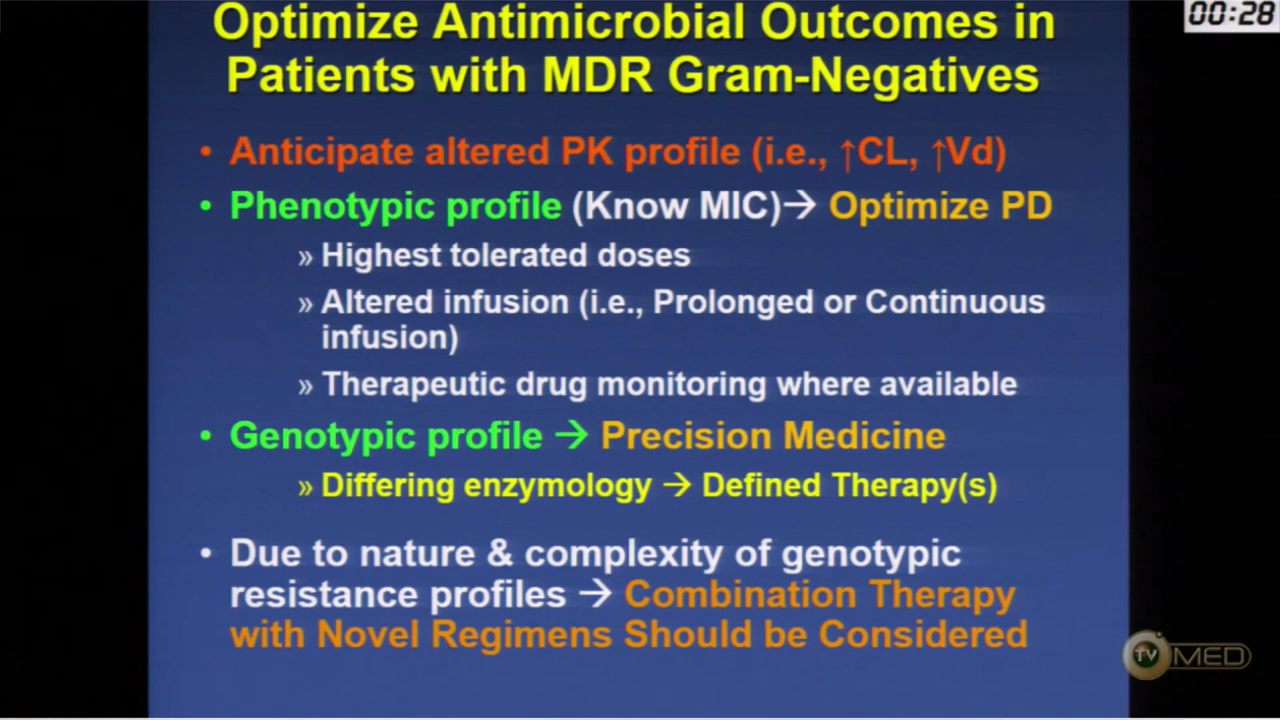 00:28
Optimize Antimicrobial Outcomes in
Patients with MDR Gram-Negatives
• Anticipate altered PK profile (i.e., ↑CL, ↑Vd)
• Phenotypic profile (Know MIC)→ Optimize PD
» Highest tolerated doses
» Altered infusion (i.e., Prolonged or Continuous
infusion)
» Therapeutic drug monitoring where available
• Genotypic profile → Precision Medicine
» Differing enzymology → Defined Therapy(s)
• Due to nature & complexity of genotypic
resistance profiles → Combination Therapy
with Novel Regimens Should be Considered
TV MED